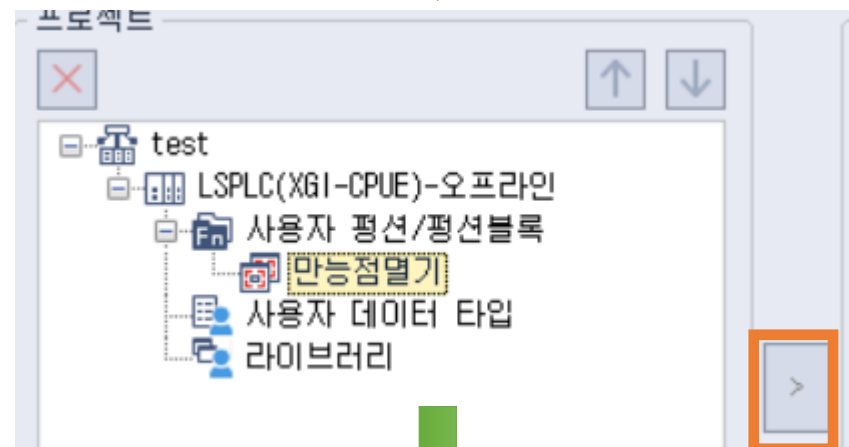 프로젝트
test
LSPLC(XGI-CPUE)-오프라인
사용자 펑션/펑션블록
Fn
만능점멸기
사용자 데이터 타입
라이브러리
>